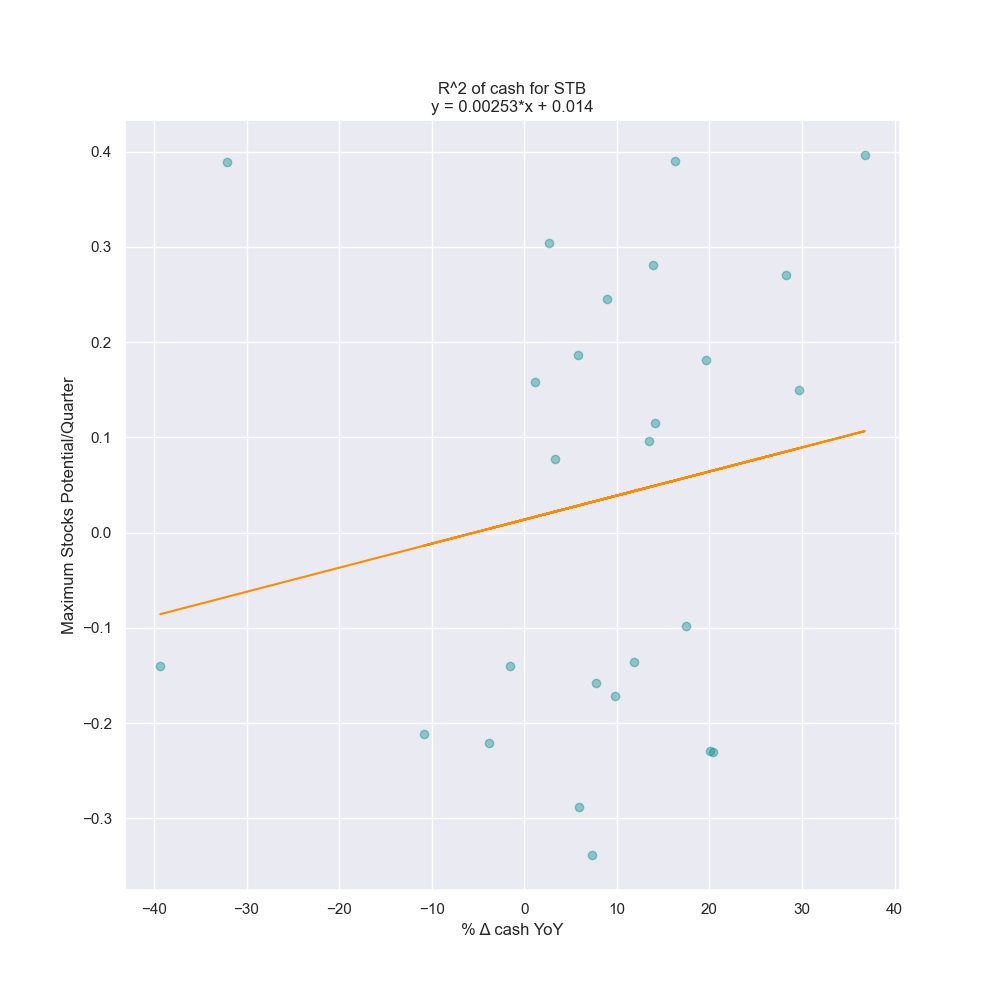 R^2 of cash for STB
y = 0.00253*x + 0.014
0.4
0.3
0.2
0.1
0.0
−0.1
−0.2
−0.3
Maximum Stocks Potential/Quarter
−40 −30 −20 −10 0 10 20 30 40
% Δ cash YoY